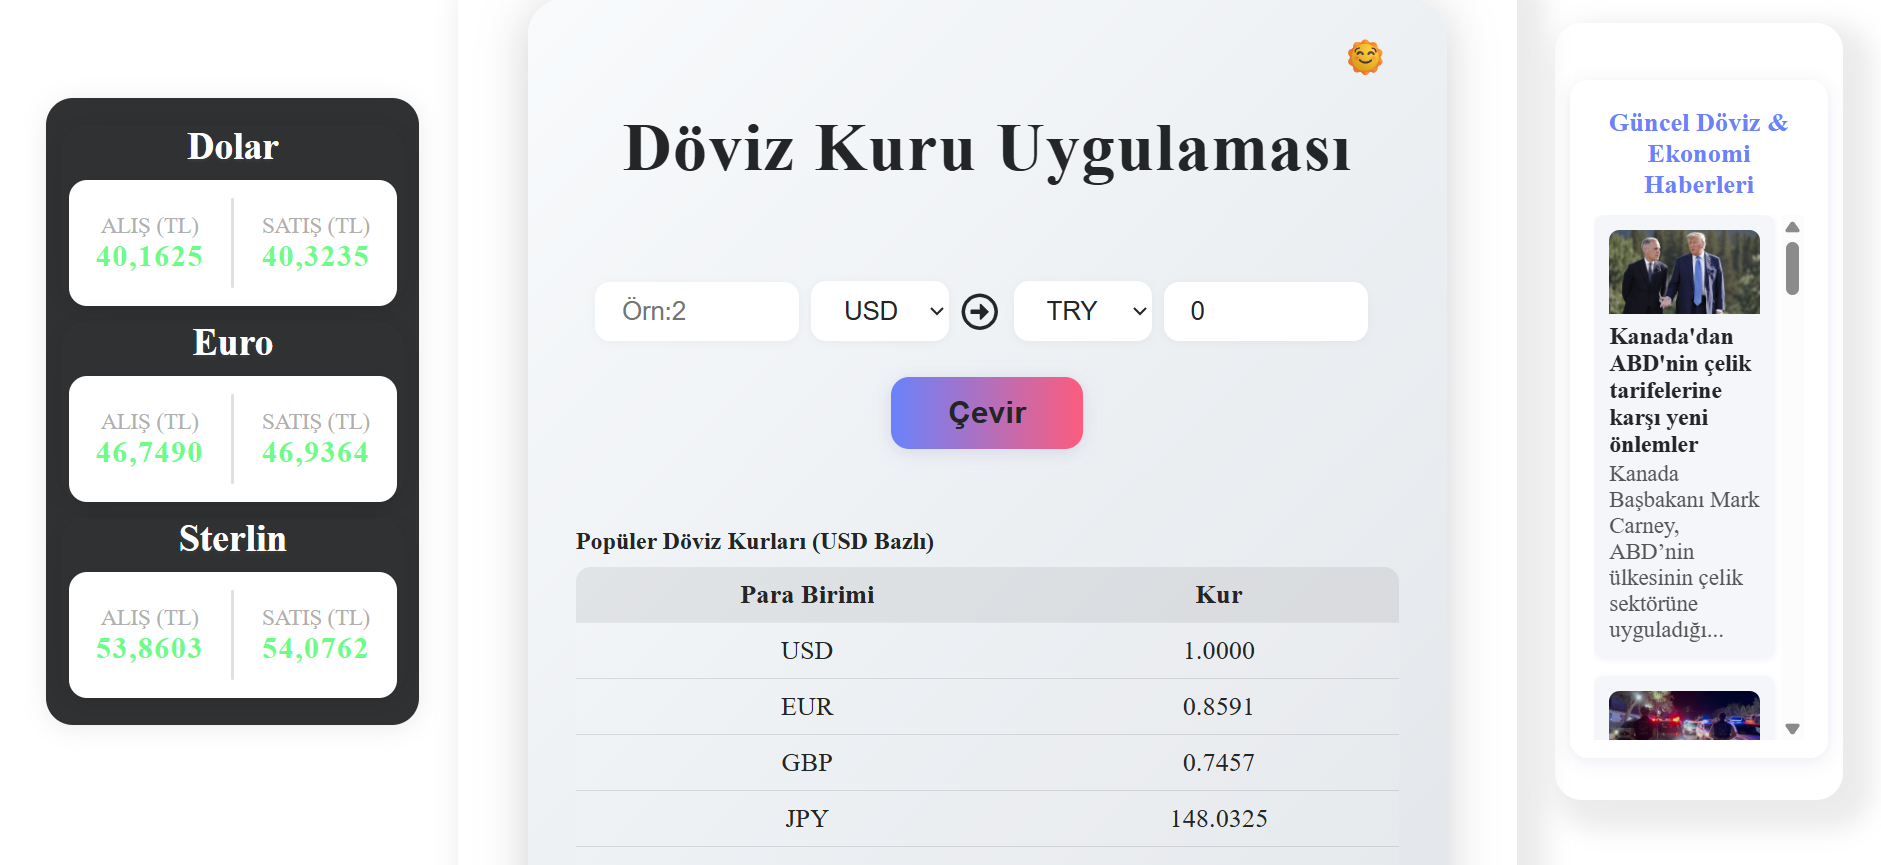 Dolar
ALIŞ (TL)
SATIŞ (TL)
40,1625
40,3235
Euro
ALIŞ (TL)
SATIŞ (TL)
46,7490
46,9364
Sterlin
ALIŞ (TL)
SATIŞ (TL)
53,8603
54,0762
Döviz Kuru Uygulaması
Örn:2
USD
TRY
0
Çevir
Popüler Döviz Kurları (USD Bazlı)
Para Birimi
Kur
USD
1.0000
EUR
0.8591
GBP
0.7457
JPY
148.0325
Güncel Döviz &
Ekonomi
Haberleri
Kanada'dan
ABD'nin çelik
tarifelerine
karşı yeni
önlemler
Kanada
Başbakanı Mark
Carney,
ABD’nin
ülkesinin çelik
sektörüne
uyguladığı...